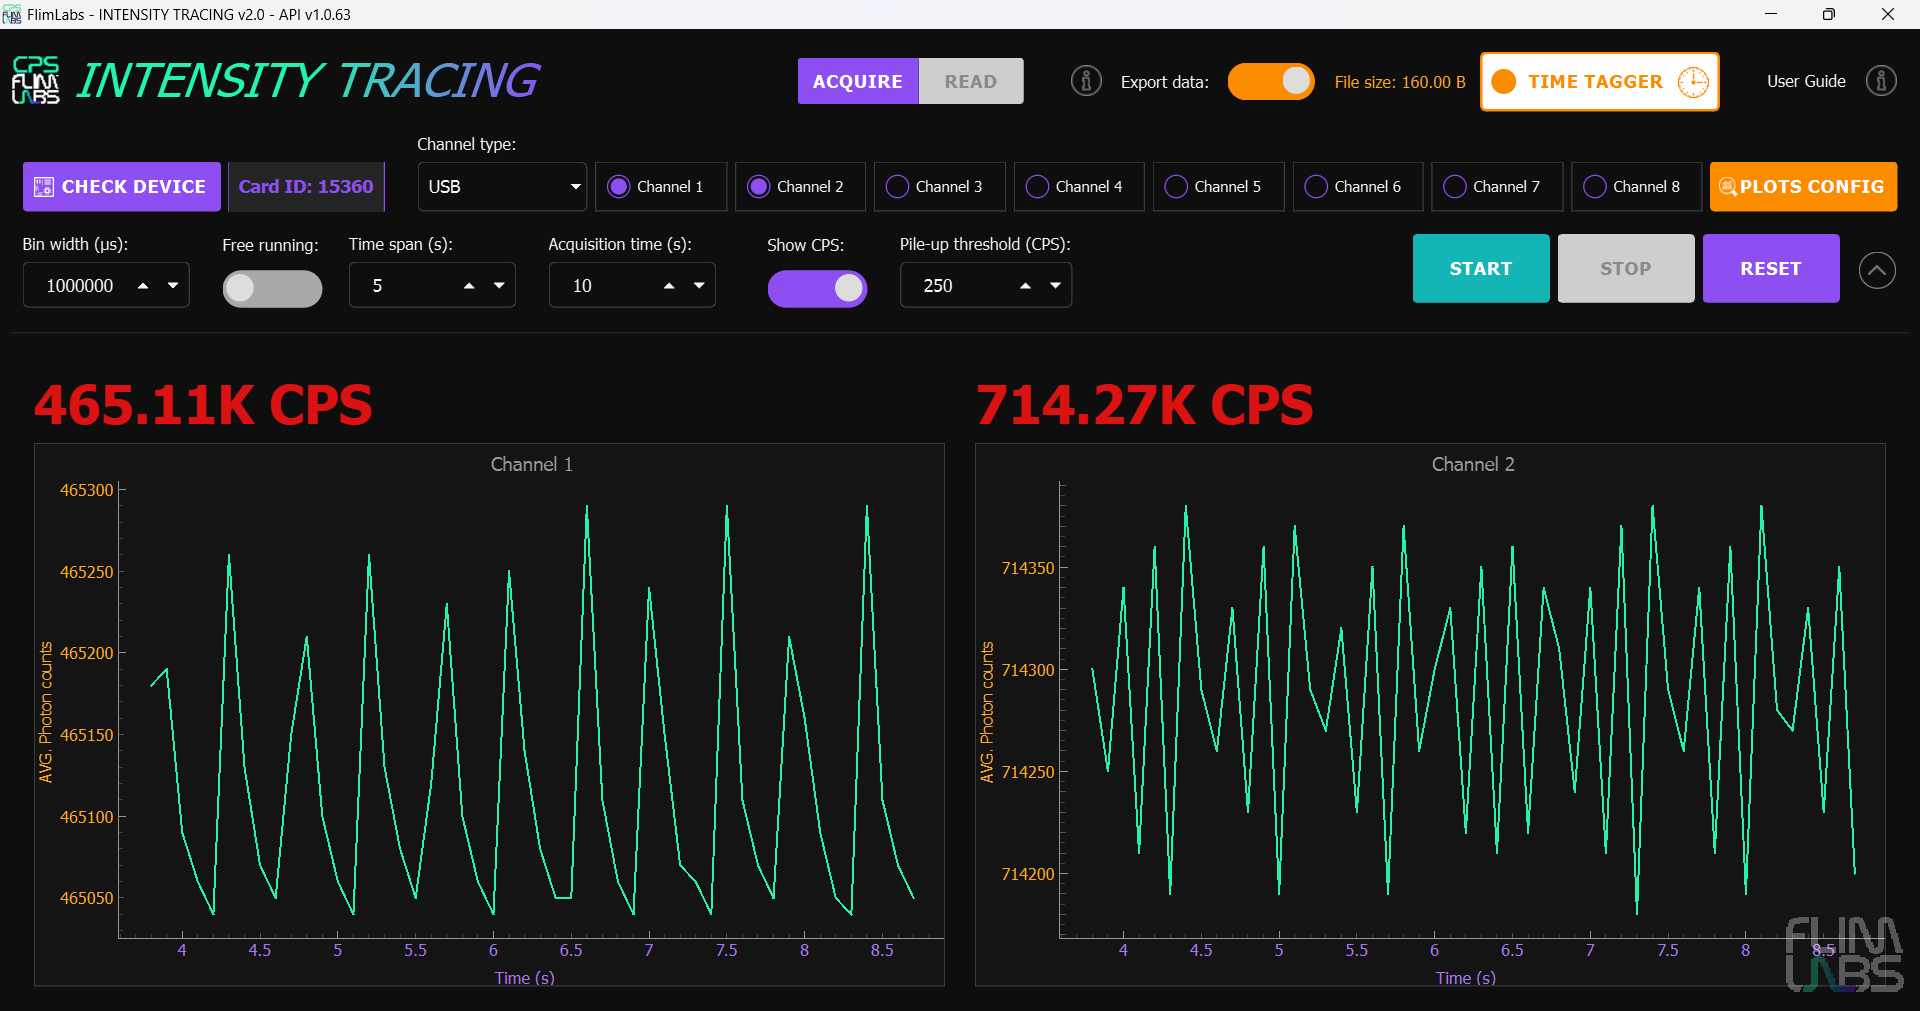 FlimLabs - INTENSITY TRACING v2.0 - API v1.0.63
CPS
FLIM
LABS
INTENSITY TRACING
ACQUIRE
READ
Export data:
File size: 160.00 B
TIME TAGGER
User Guide
Channel type:
CHECK DEVICE
Card ID: 15360
USB
Channel 1
Channel 2
Channel 3
Channel 4
Channel 5
Channel 6
Channel 7
Channel 8
PLOTS CONFIG
Bin width (µs):
Free running:
Time span (s):
Acquisition time (s):
Show CPS:
Pile-up threshold (CPS):
1000000
5
10
250
START
STOP
RESET
465.11K CPS
Channel 1
AVG. Photon counts
465300
465250
465200
465150
465100
465050
4 4.5 5 5.5 6 6.5 7 7.5 8 8.5
Time (s)
714.27K CPS
Channel 2
AVG. Photon counts
714350
714300
714250
714200
4 4.5 5 5.5 6 6.5 7 7.5 8 8.5
Time (s)
FLIM
LABS